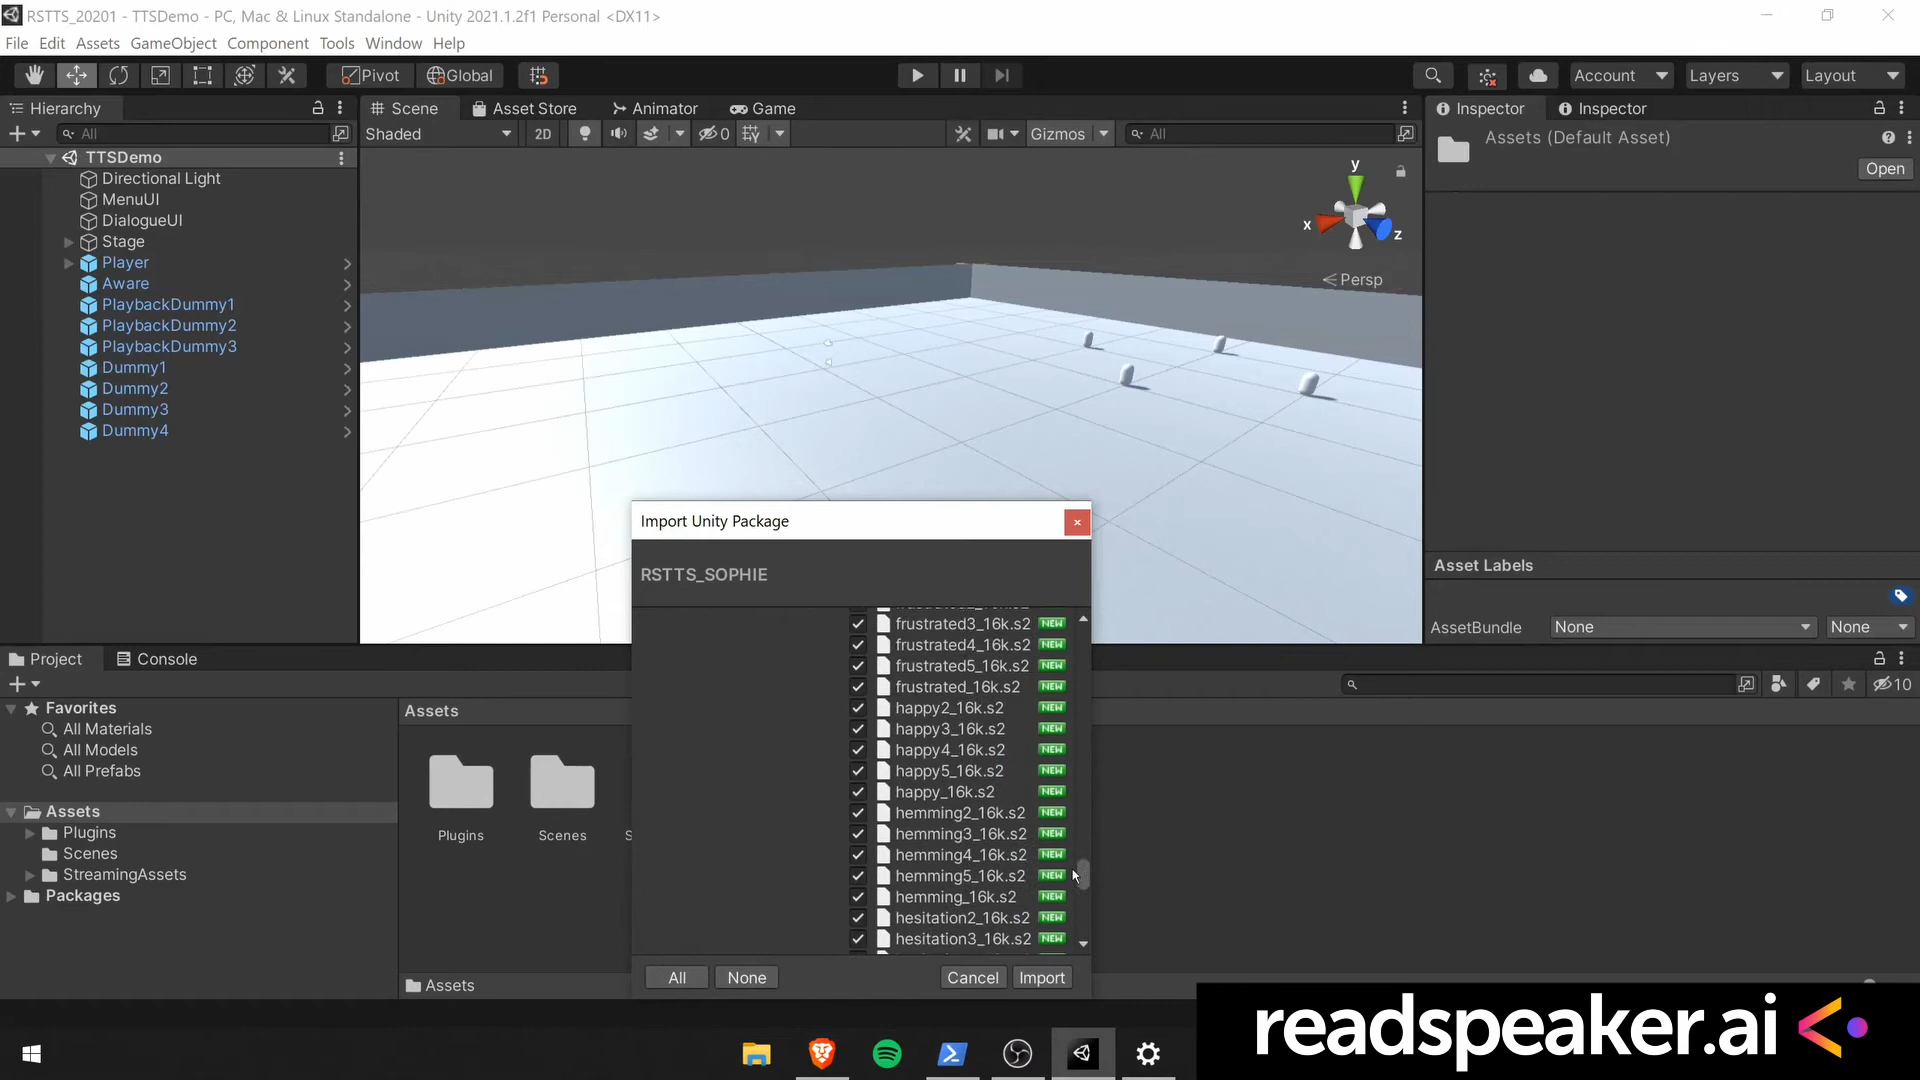 RSTTS_20201 - TTSDemo - PC, Mac & Linux Standalone - Unity 2021.1.2f1 Personal <DX11>
File Edit Assets GameObject Component Tools Window Help
Pivot Global Account Layers Layout
Hierarchy
All
TTSDemo
Directional Light
MenuUI
DialogueUI
Stage
Player
Aware
PlaybackDummy1
PlaybackDummy2
PlaybackDummy3
Dummy1
Dummy2
Dummy3
Dummy4
Scene Asset Store Animator Game
Shaded 2D 0 Gizmos All
y
x
z
Persp
Inspector Inspector
Assets (Default Asset)
Open
Asset Labels
AssetBundle None None
Import Unity Package
RSTTS_SOPHIE
frustrated3_16k.s2 NEW
frustrated4_16k.s2 NEW
frustrated5_16k.s2 NEW
frustrated_16k.s2 NEW
happy2_16k.s2 NEW
happy3_16k.s2 NEW
happy4_16k.s2 NEW
happy5_16k.s2 NEW
happy_16k.s2 NEW
hemming2_16k.s2 NEW
hemming3_16k.s2 NEW
hemming4_16k.s2 NEW
hemming5_16k.s2 NEW
hemming_16k.s2 NEW
hesitation2_16k.s2 NEW
hesitation3_16k.s2 NEW
All None Cancel Import
Project Console
10
Favorites
All Materials
All Models
All Prefabs
Assets
Plugins
Scenes
StreamingAssets
Packages
Assets
Plugins Scenes S
Assets
readspeaker.ai